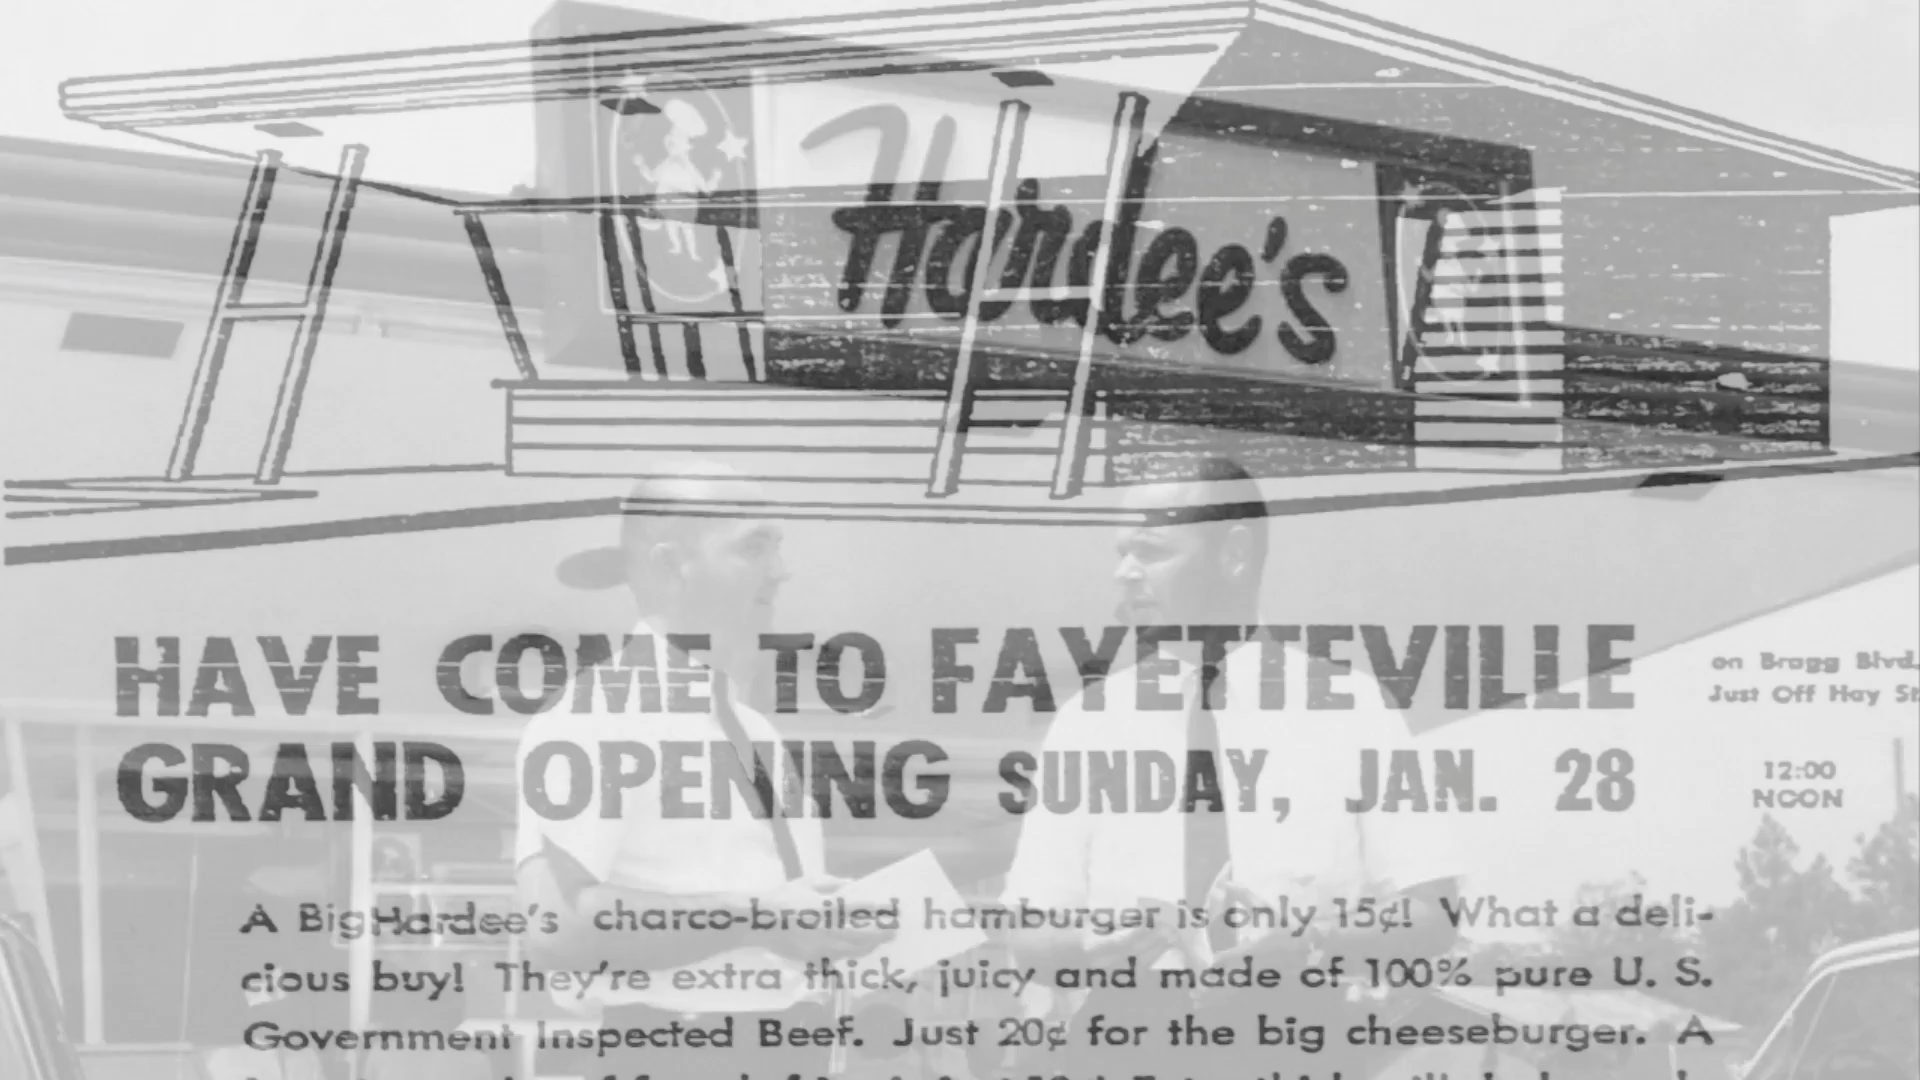 Hardee's
HAVE COME TO FAYETTEVILLE
on Bragg Blvd.
Just Off Hay St
GRAND OPENING SUNDAY, JAN. 28
12:00
NOON
A Big Hardee's charco-broiled hamburger is only 15¢! What a deli-
cious buy! They're extra thick, juicy and made of 100% pure U. S.
Government Inspected Beef. Just 20¢ for the big cheeseburger. A